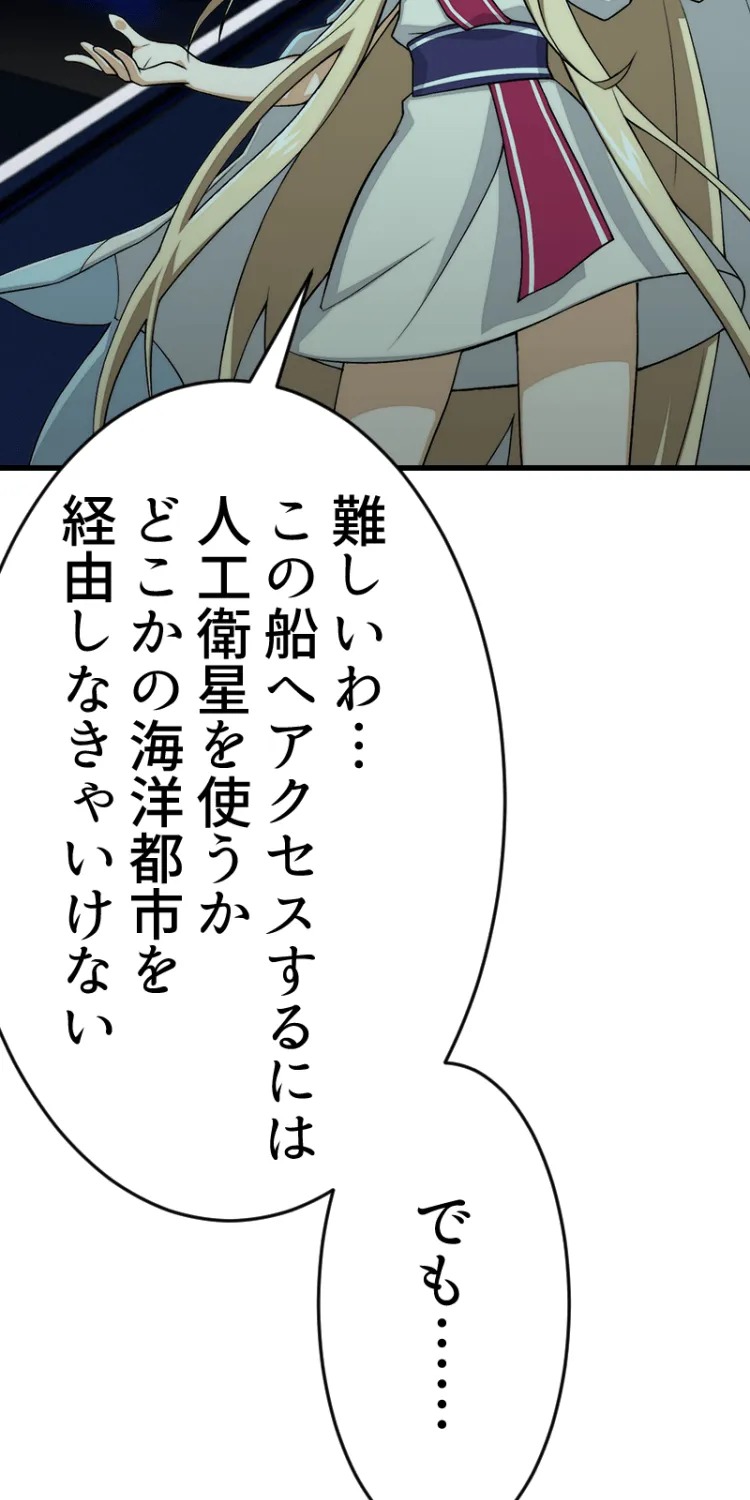 難しいわ…
この船へアクセスするには
人工衛星を使うか
どこかの海洋都市を
経由しなきゃいけない
でも……